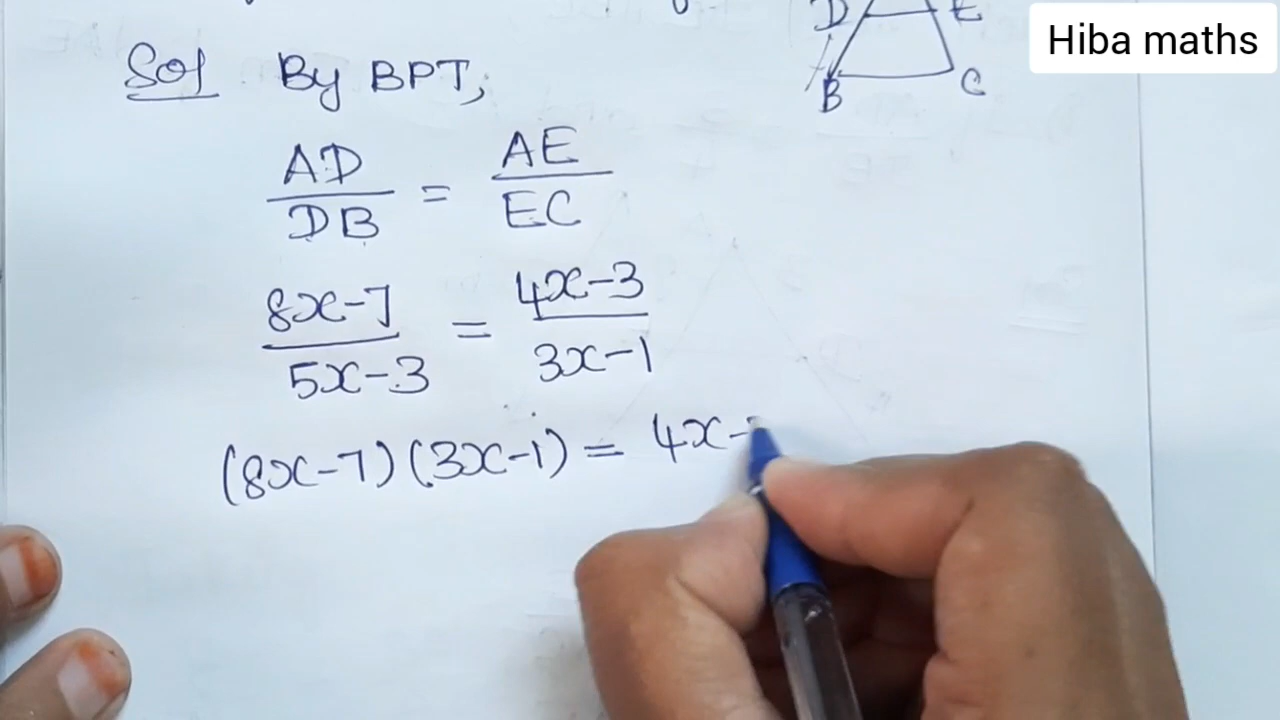 D E
Hiba maths
B C
Sol By BPT,
AD/DB = AE/EC
8x-7/5x-3 = 4x-3/3x-1
(8x-7)(3x-1) = 4x-